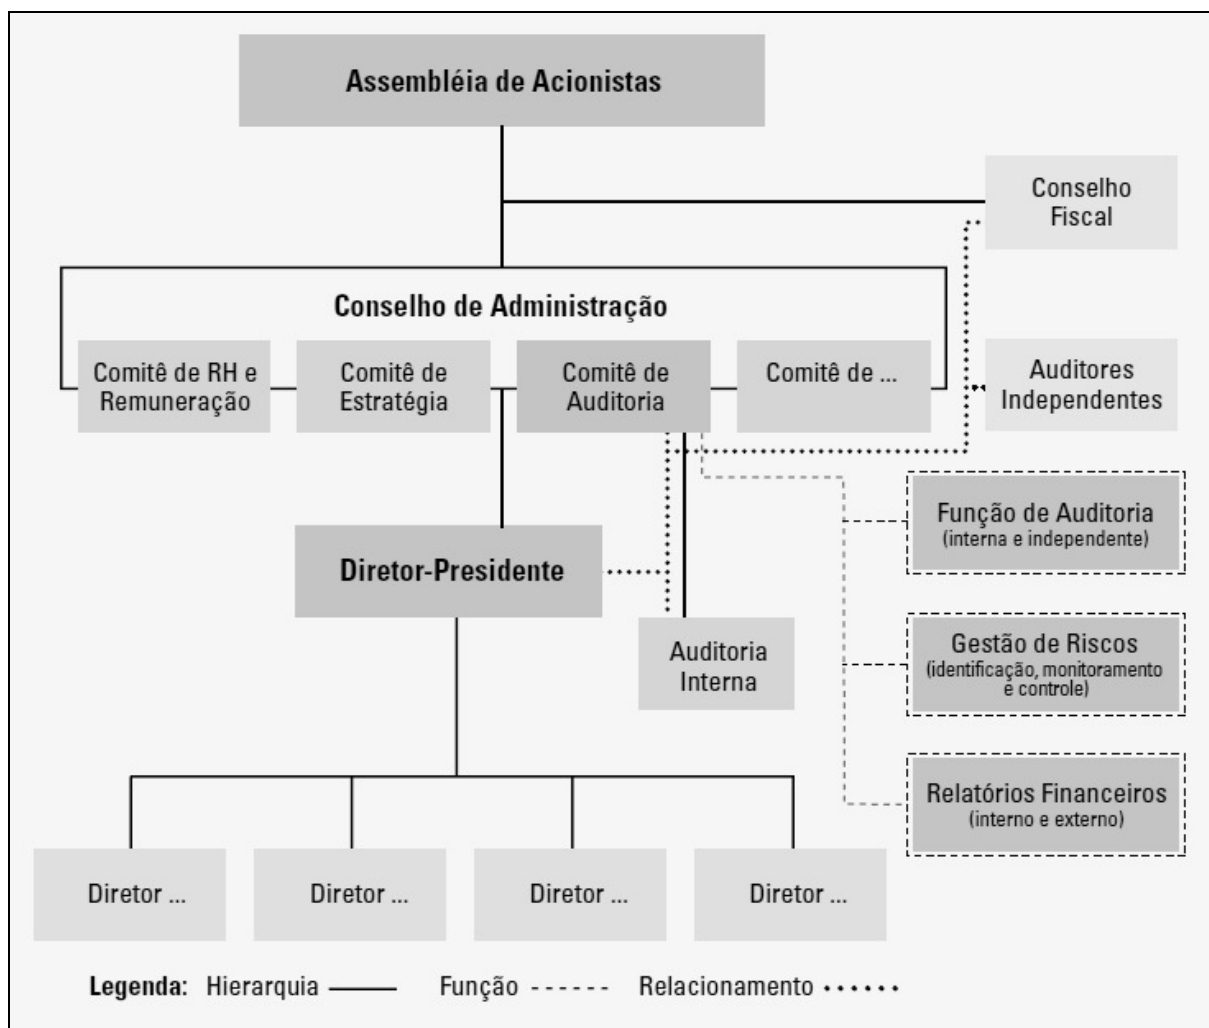 Assembléia de Acionistas
Conselho
Fiscal
Conselho de Administração
Comitê de RH e
Remuneração
Comitê de
Estratégia
Comitê de
Auditoria
Comitê de ...
Auditores
Independentes
Função de Auditoria
(interna e independente)
Diretor-Presidente
Auditoria
Interna
Gestão de Riscos
(identificação, monitoramento
e controle)
Relatórios Financeiros
(interno e externo)
Diretor ...
Diretor ...
Diretor ...
Diretor ...
Legenda: Hierarquia Função Relacionamento